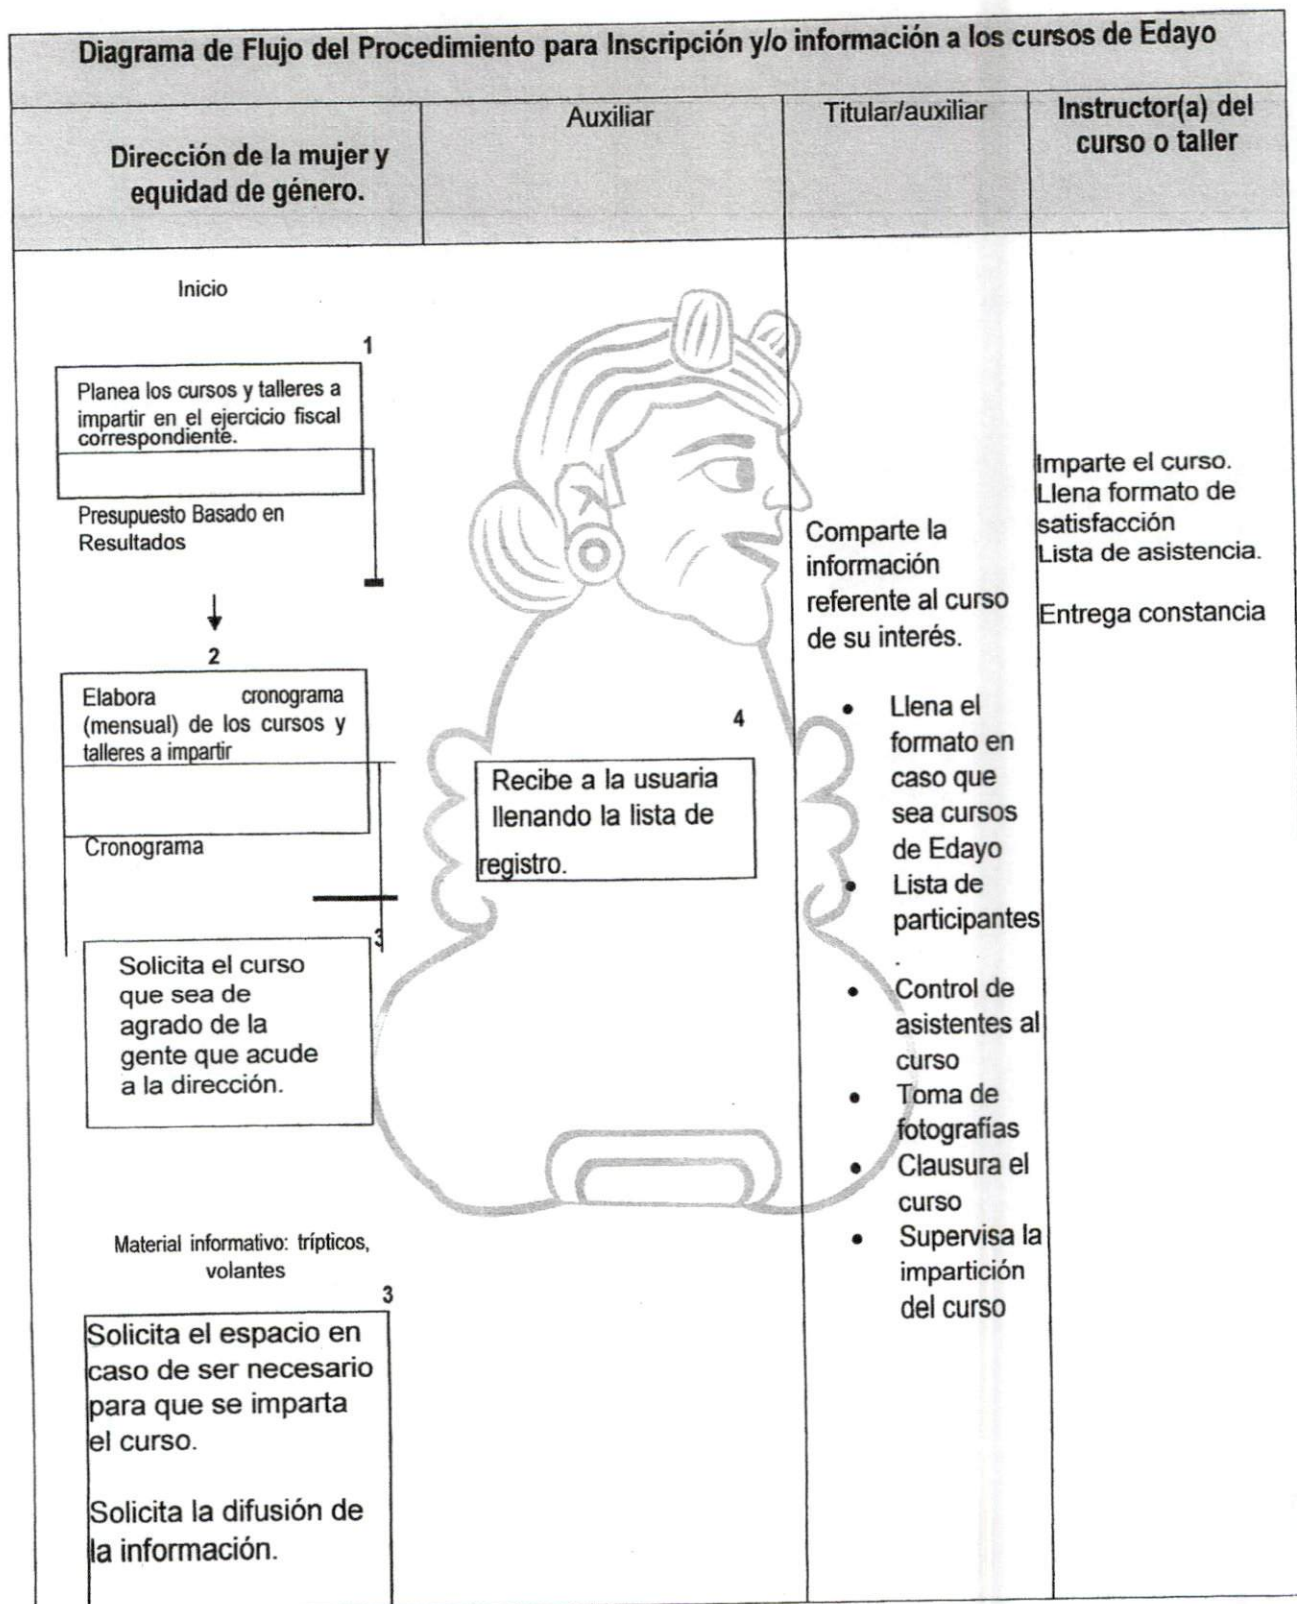 Diagrama de Flujo del Procedimiento para Inscripción y/o información a los cursos de Edayo
Dirección de la mujer y
equidad de género.
Auxiliar
Titular/auxiliar
Instructor(a) del
curso o taller
Inicio
1
Planea los cursos y talleres a
impartir en el ejercicio fiscal
correspondiente.
Presupuesto Basado en
Resultados
2
Elabora cronograma
(mensual) de los cursos y
talleres a impartir
Cronograma
3
Solicita el curso
que sea de
agrado de la
gente que acude
a la dirección.
Material informativo: trípticos,
volantes
3
Solicita el espacio en
caso de ser necesario
para que se imparta
el curso.
Solicita la difusión de
la información.
4
Recibe a la usuaria
llenando la lista de
registro.
Comparte la
información
referente al curso
de su interés.
• Llena el
formato en
caso que
sea cursos
de Edayo
• Lista de
participantes
.
• Control de
asistentes al
curso
• Toma de
fotografías
• Clausura el
curso
• Supervisa la
impartición
del curso
Imparte el curso.
Llena formato de
satisfacción
Lista de asistencia.
Entrega constancia